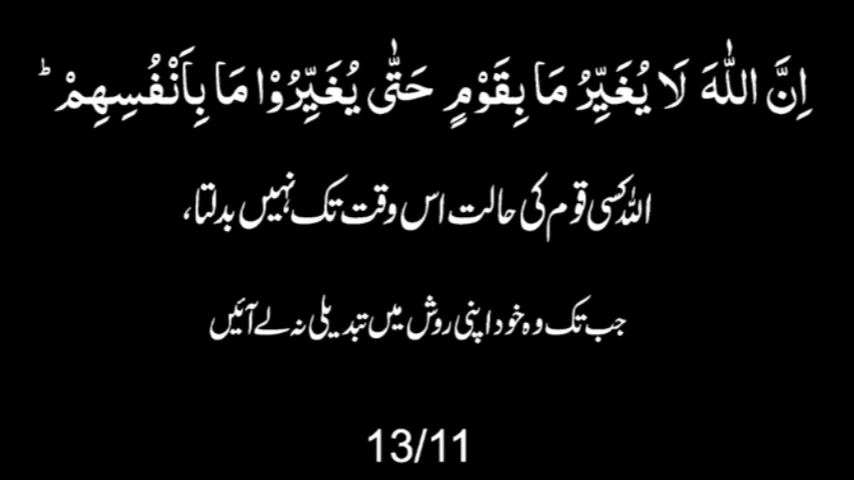 اِنَّ اللّٰهَ لَا يُغَيِّرُ مَا بِقَوْمٍ حَتّٰى يُغَيِّرُوْا مَا بِاَنْفُسِهِمْ ؕ
اللہ کسی قوم کی حالت اس وقت تک نہیں بدلتا،
جب تک وہ خود اپنی روش میں تبدیلی نہ لے آئیں
13/11